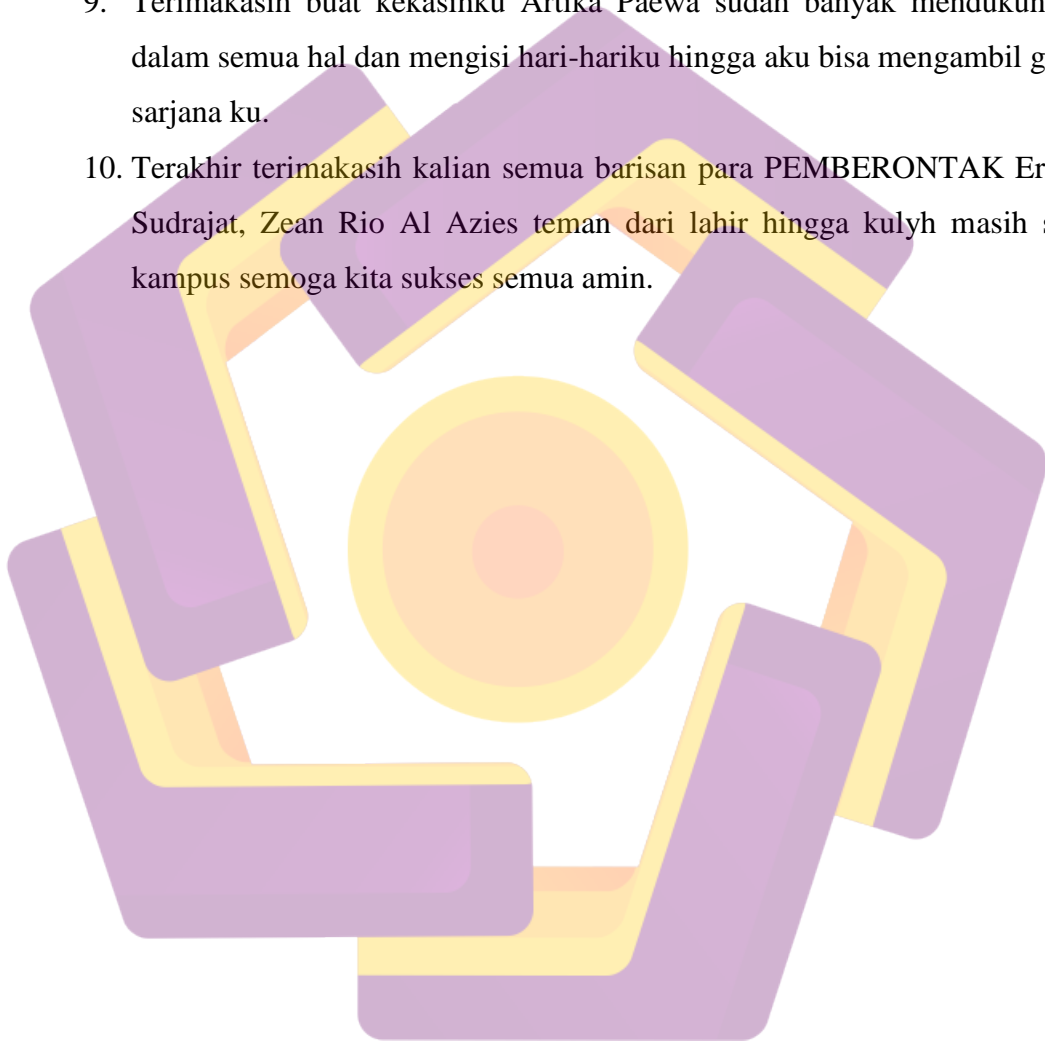 9. Terimakasih buat kekasihku Artika Paewa sudah banyak
dalam semua hal dan mengisi hari-hariku hingga aku bisa mengambil
sarjana ku.
10. Terakhir terimakasih kalian semua barisan para PEMBERONTAK
Sudrajat, Zean Rio Al Azies teman dari lahir hingga kulyh masih
kampus semoga kita sukses semua amin.